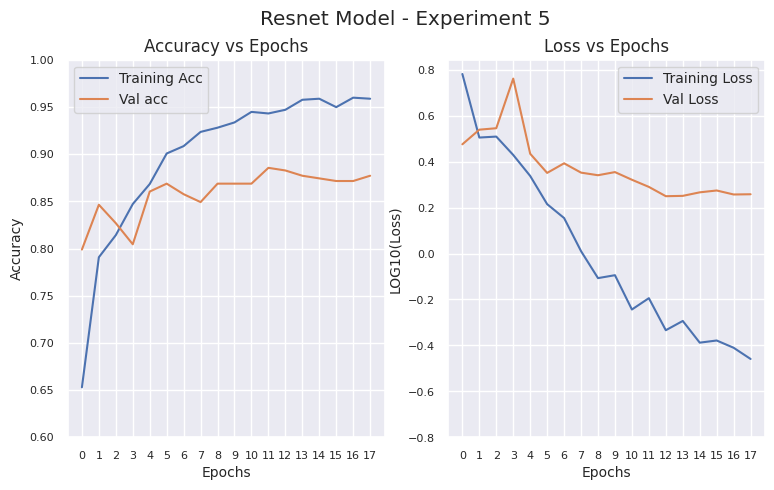 Resnet Model - Experiment 5
Accuracy vs Epochs
Training Acc
Val acc
1.00
0.95
0.90
0.85
0.80
0.75
0.70
0.65
0.60
Accuracy
0 1 2 3 4 5 6 7 8 9 10 11 12 13 14 15 16 17
Epochs
Loss vs Epochs
Training Loss
Val Loss
0.8
0.6
0.4
0.2
0.0
−0.2
−0.4
−0.6
−0.8
LOG10(Loss)
0 1 2 3 4 5 6 7 8 9 10 11 12 13 14 15 16 17
Epochs